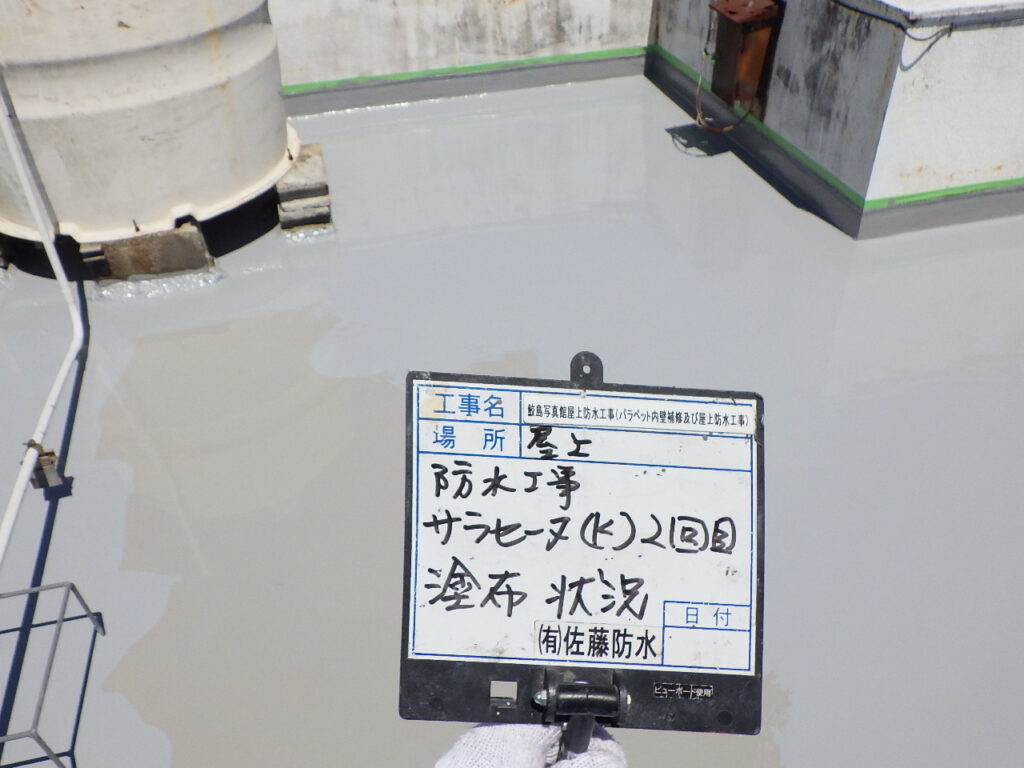 工事名 鮫島写真館屋上防水工事(パラペット内壁補修及び屋上防水工事)
場所 屋上
防水工事
サラセーヌ(K)2回目
塗布 状況
日付
(有)佐藤防水
ビューボード使用